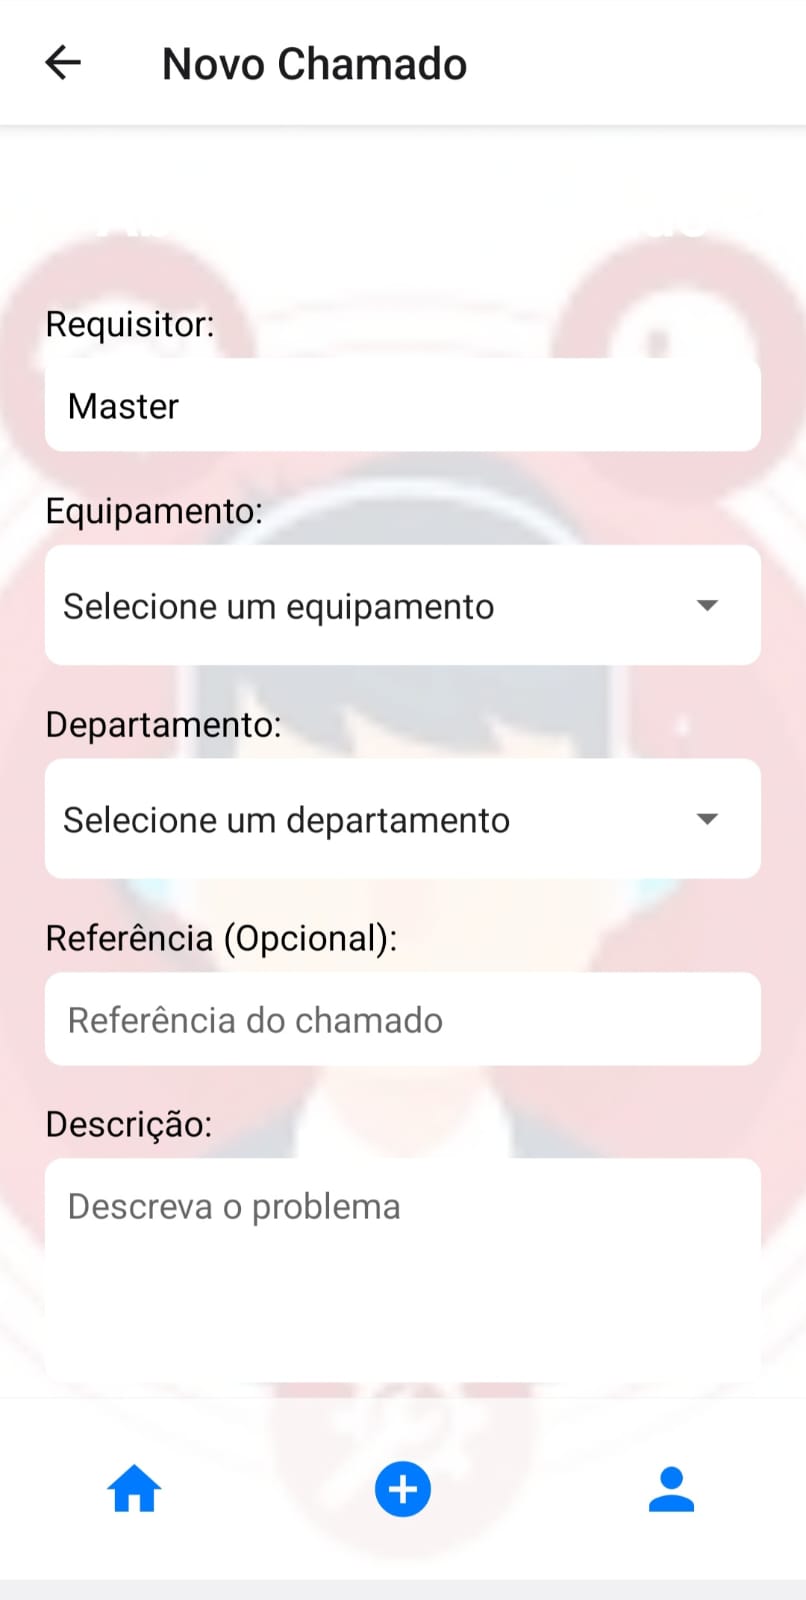 Novo Chamado
Requisitor:
Master
Equipamento:
Selecione um equipamento
Departamento:
Selecione um departamento
Referência (Opcional):
Referência do chamado
Descrição:
Descreva o problema